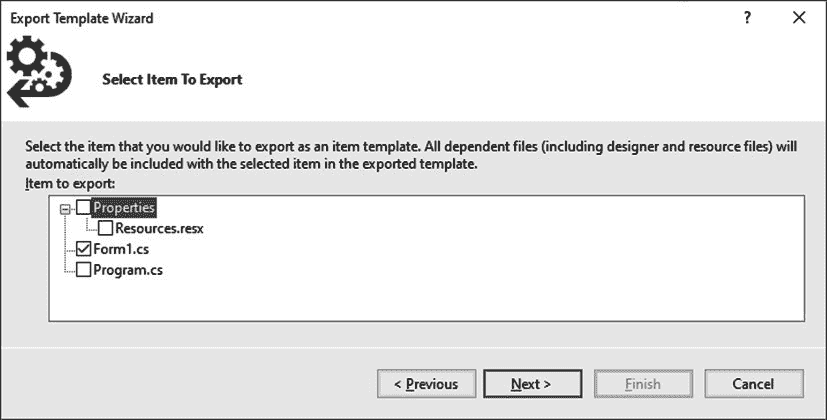 Export Template Wizard
?
Select Item To Export
Select the item that you would like to export as an item template. All dependent files (including designer and resource files) will
automatically be included with the selected item in the exported template.
Item to export:
Properties
Resources.resx
Form1.cs
Program.cs
< Previous
Next >
Finish
Cancel